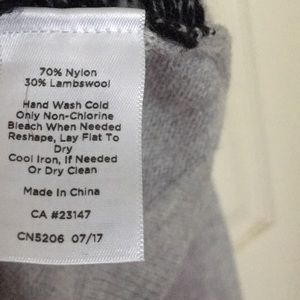 70% Nylon
30% Lambswool
Hand Wash Cold
Only Non-Chlorine
Bleach When Needed
Reshape, Lay Flat To
Dry
Cool Iron, If Needed
Or Dry Clean
Made In China
CA #23147
CN5206 07/17